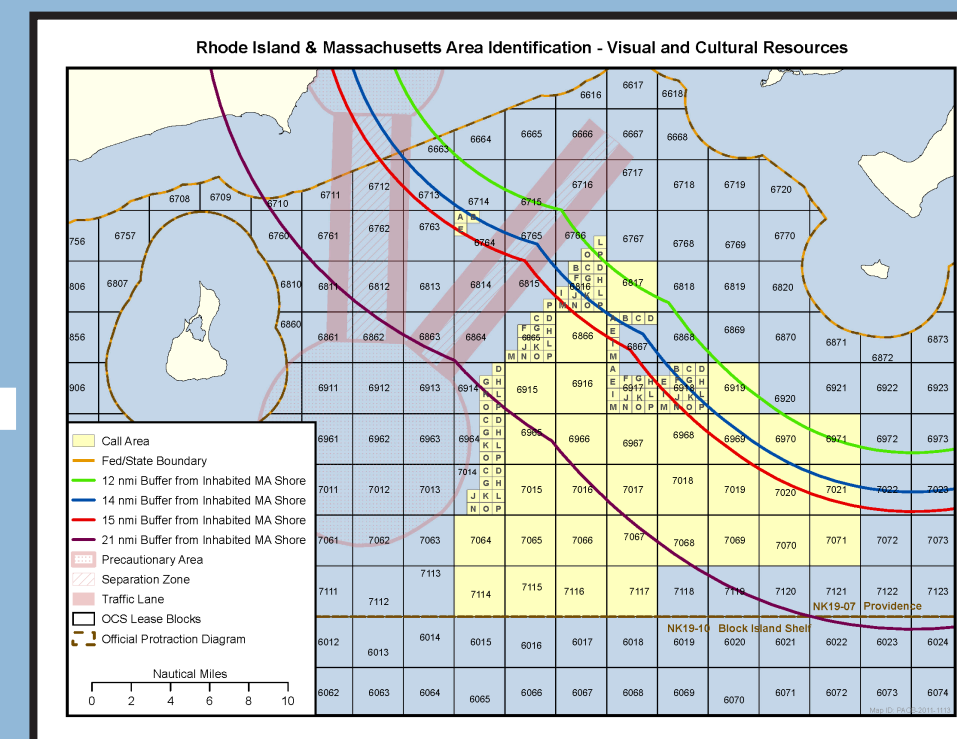 Rhode Island & Massachusetts Area Identification - Visual and Cultural Resources
6616 6617 6618
6663 6664 6665 6666 6667 6668
6708 6709 6710 6711 6712 6713 6714 6715 6716 6717 6718 6719 6720
756 6757 6760 6761 6762 6763 6764 6765 6766 6767 6768 6769 6770
A B
E
L
O P
806 6807 6810 6811 6812 6813 6814 6815 6816 6817 6818 6819 6820
B C D
F G H
I J K L
P M N O P
856 6860 6861 6862 6863 6864 6865 6866 6867 6868 6869 6870 6871 6872 6873
C D A B C D
F G H E
J K L I
M N O P M
906 6911 6912 6913 6914 6915 6916 6917 6918 6919 6920 6921 6922 6923
D A B C D
G H E F G H E F G H
K L I J K L J K L
O P M N O P M N O P
6961 6962 6963 6964 6965 6966 6967 6968 6969 6970 6971 6972 6973
C D
G H
K L
O P
7011 7012 7013 7014 7015 7016 7017 7018 7019 7020 7021 7022 7023
C D
G H
J K L
N O P
7061 7062 7063 7064 7065 7066 7067 7068 7069 7070 7071 7072 7073
7111 7112 7113 7114 7115 7116 7117 7118 7119 7120 7121 7122 7123
NK19-07 Providence
NK19-10 Block Island Shelf
6012 6013 6014 6015 6016 6017 6018 6019 6020 6021 6022 6023 6024
6062 6063 6064 6065 6066 6067 6068 6069 6070 6071 6072 6073 6074
Call Area
Fed/State Boundary
12 nmi Buffer from Inhabited MA Shore
14 nmi Buffer from Inhabited MA Shore
15 nmi Buffer from Inhabited MA Shore
21 nmi Buffer from Inhabited MA Shore
Precautionary Area
Separation Zone
Traffic Lane
OCS Lease Blocks
Official Protraction Diagram
Nautical Miles
0 2 4 6 8 10